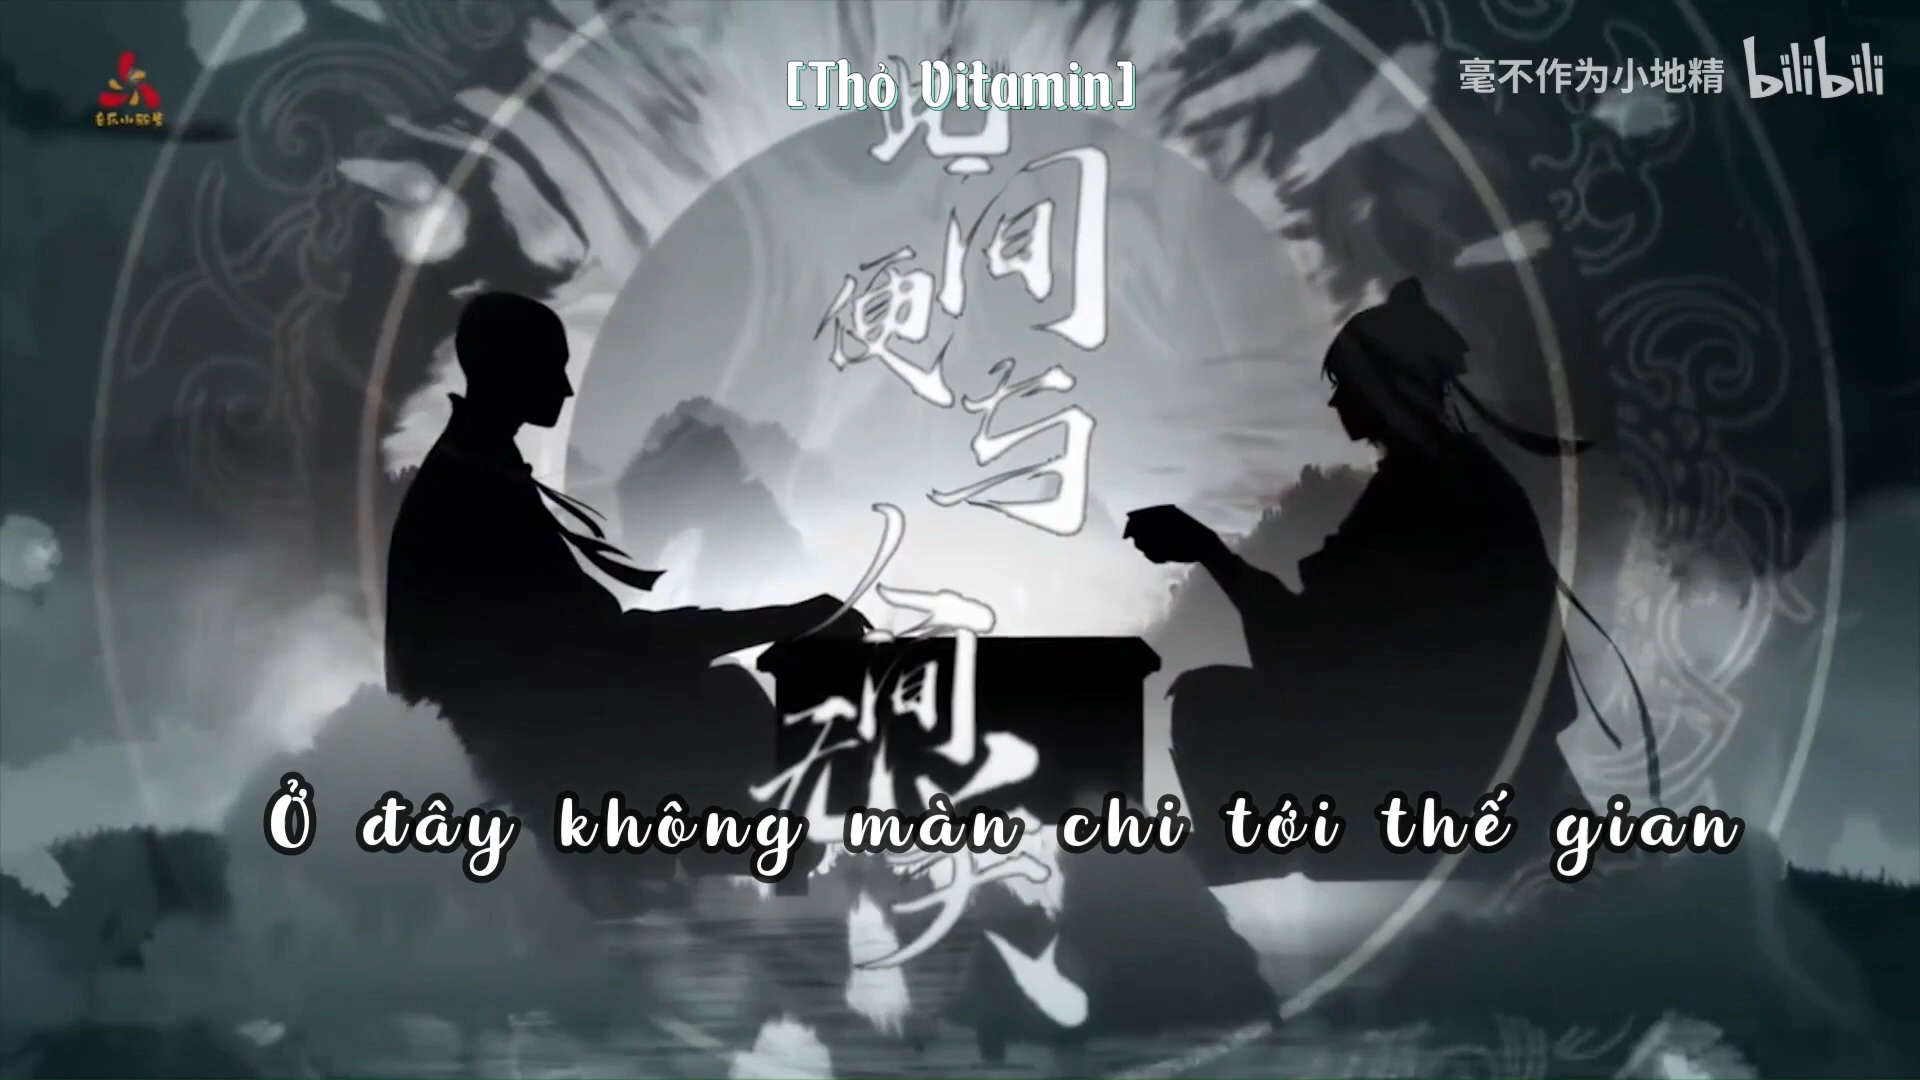 [Thỏ Vitamin]
毫不作为小地精 bilibili
此间
便与
人间
无关
Ở đây không màn chi tới thế gian